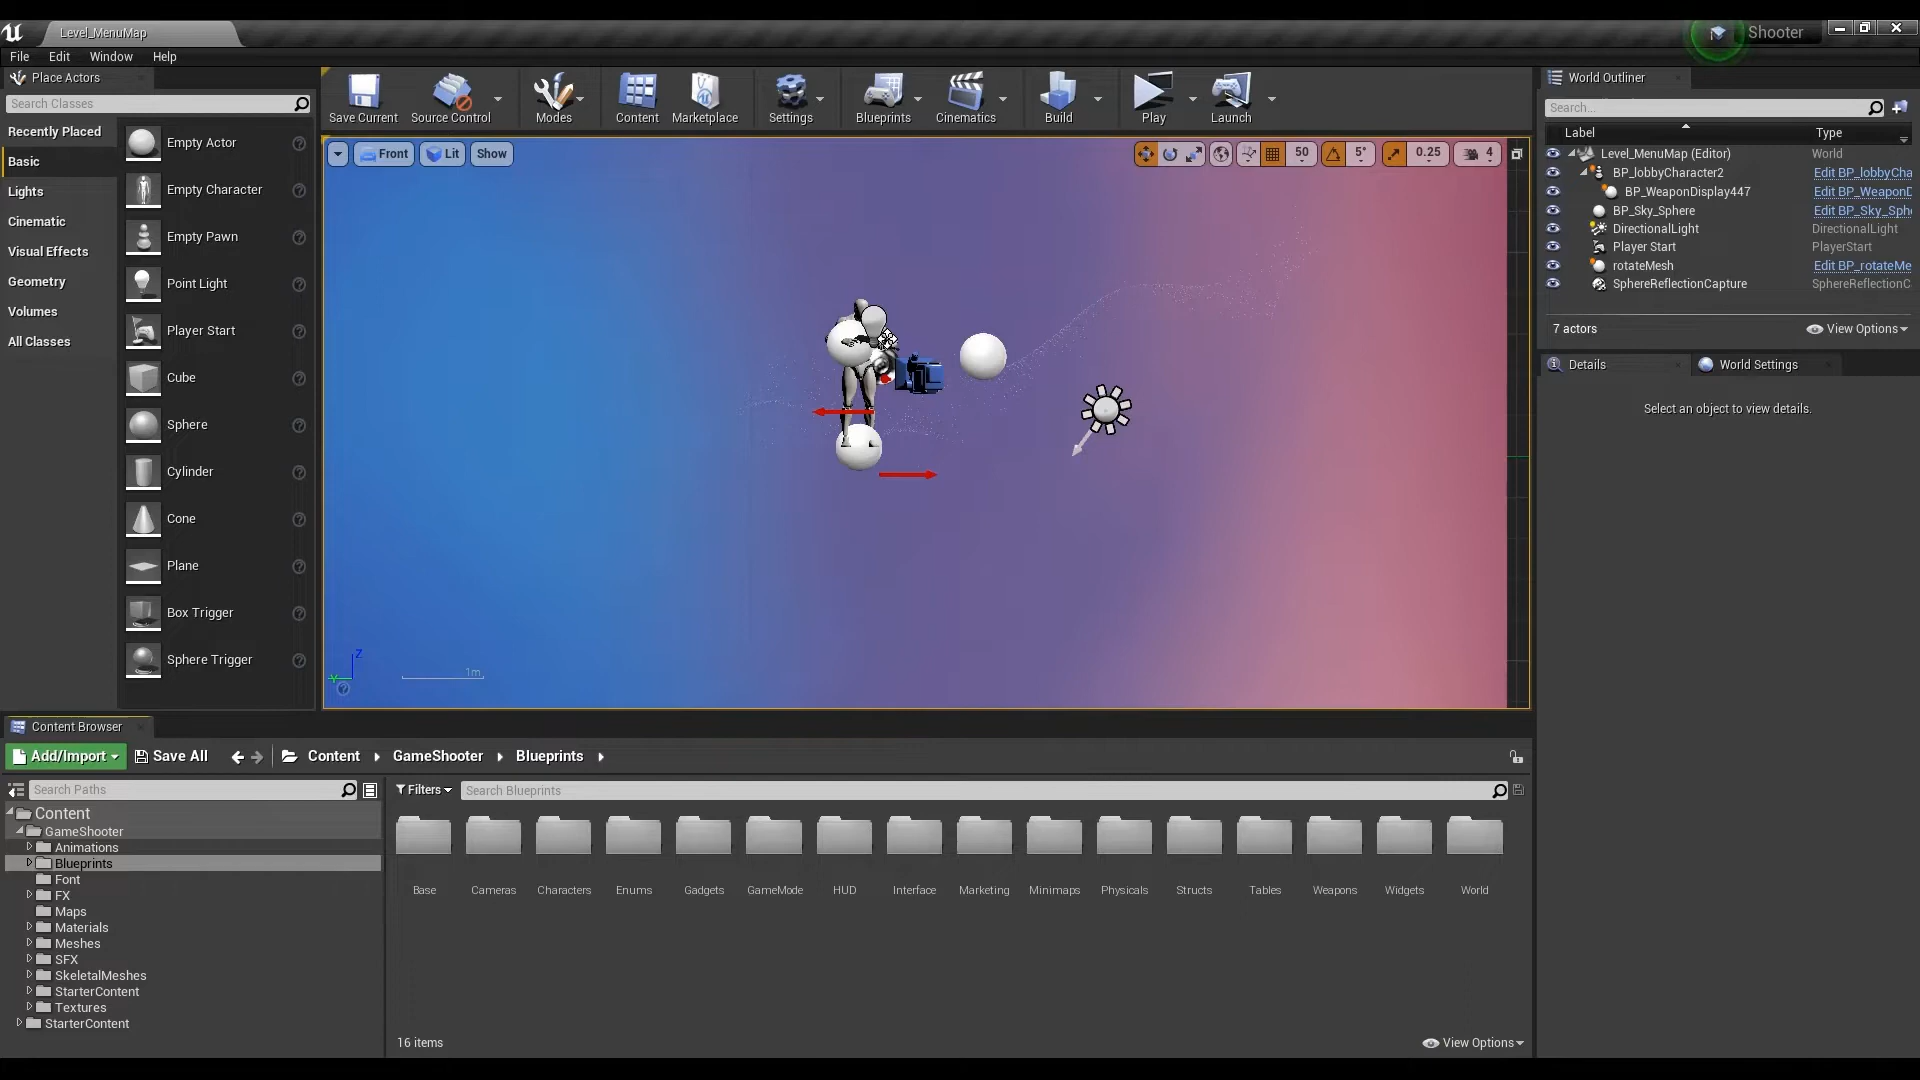 Level_MenuMap
Shooter
File Edit Window Help
Place Actors
Search Classes
Recently Placed
Basic
Lights
Cinematic
Visual Effects
Geometry
Volumes
All Classes
Empty Actor
Empty Character
Empty Pawn
Point Light
Player Start
Cube
Sphere
Cylinder
Cone
Plane
Box Trigger
Sphere Trigger
Save Current Source Control Modes Content Marketplace Settings Blueprints Cinematics Build Play Launch
Front Lit Show
50 5° 0.25 4
Z
Y
1m
World Outliner
Search...
Label Type
Level_MenuMap (Editor) World
BP_lobbyCharacter2 Edit BP_lobbyCha
BP_WeaponDisplay447 Edit BP_WeaponD
BP_Sky_Sphere Edit BP_Sky_Sphe
DirectionalLight DirectionalLight
Player Start PlayerStart
rotateMesh Edit BP_rotateMe
SphereReflectionCapture SphereReflectionC
7 actors View Options
Details World Settings
Select an object to view details.
Content Browser
Add/Import Save All Content GameShooter Blueprints
Search Paths
Filters Search Blueprints
Content
GameShooter
Animations
Blueprints
Font
FX
Maps
Materials
Meshes
SFX
SkeletalMeshes
StarterContent
Textures
StarterContent
Base Cameras Characters Enums Gadgets GameMode HUD Interface Marketing Minimaps Physicals Structs Tables Weapons Widgets World
16 items View Options